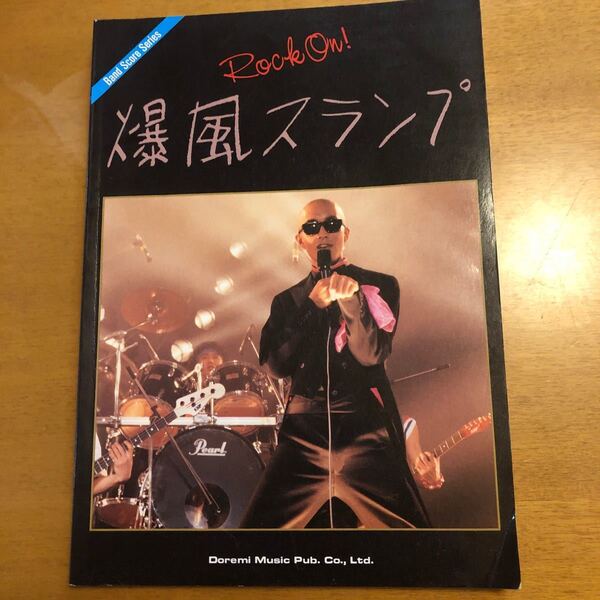 Band Score Series
Rock On!
爆風スランプ
Pearl
Doremi Music Pub. Co., Ltd.